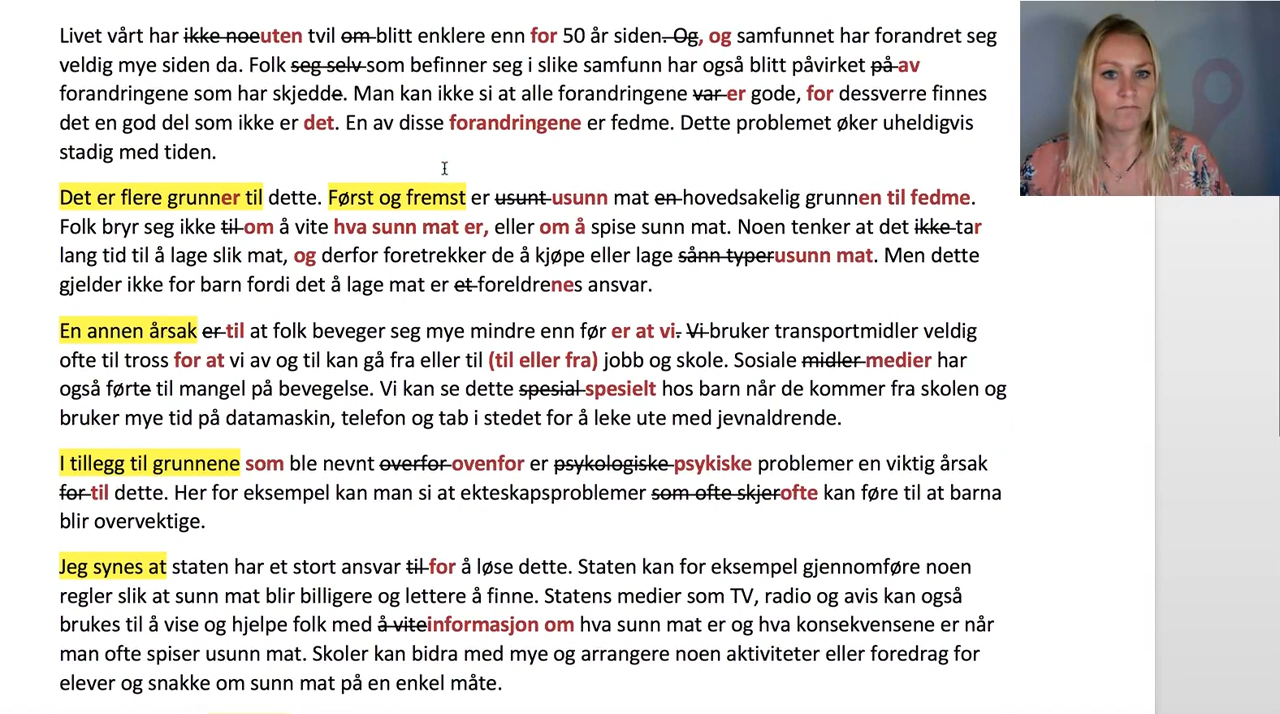 Livet vårt har ikke noeuten tvil om blitt enklere enn for 50 år siden. Og, og samfunnet har forandret seg
veldig mye siden da. Folk seg selv som befinner seg i slike samfunn har også blitt påvirket på av
forandringene som har skjedde. Man kan ikke si at alle forandringene var er gode, for dessverre finnes
det en god del som ikke er det. En av disse forandringene er fedme. Dette problemet øker uheldigvis
stadig med tiden.
Det er flere grunner til dette. Først og fremst er usunt usunn mat en hovedsakelig grunnen til fedme.
Folk bryr seg ikke til om å vite hva sunn mat er, eller om å spise sunn mat. Noen tenker at det ikke tar
lang tid til å lage slik mat, og derfor foretrekker de å kjøpe eller lage sånn typerusunn mat. Men dette
gjelder ikke for barn fordi det å lage mat er et foreldrenes ansvar.
En annen årsak er til at folk beveger seg mye mindre enn før er at vi. Vi bruker transportmidler veldig
ofte til tross for at vi av og til kan gå fra eller til (til eller fra) jobb og skole. Sosiale midler medier har
også førte til mangel på bevegelse. Vi kan se dette spesial spesielt hos barn når de kommer fra skolen og
bruker mye tid på datamaskin, telefon og tab i stedet for å leke ute med jevnaldrende.
I tillegg til grunnene som ble nevnt overfor ovenfor er psykologiske psykiske problemer en viktig årsak
for til dette. Her for eksempel kan man si at ekteskapsproblemer som ofte skjerofte kan føre til at barna
blir overvektige.
Jeg synes at staten har et stort ansvar til for å løse dette. Staten kan for eksempel gjennomføre noen
regler slik at sunn mat blir billigere og lettere å finne. Statens medier som TV, radio og avis kan også
brukes til å vise og hjelpe folk med å viteinformasjon om hva sunn mat er og hva konsekvensene er når
man ofte spiser usunn mat. Skoler kan bidra med mye og arrangere noen aktiviteter eller foredrag for
elever og snakke om sunn mat på en enkel måte.